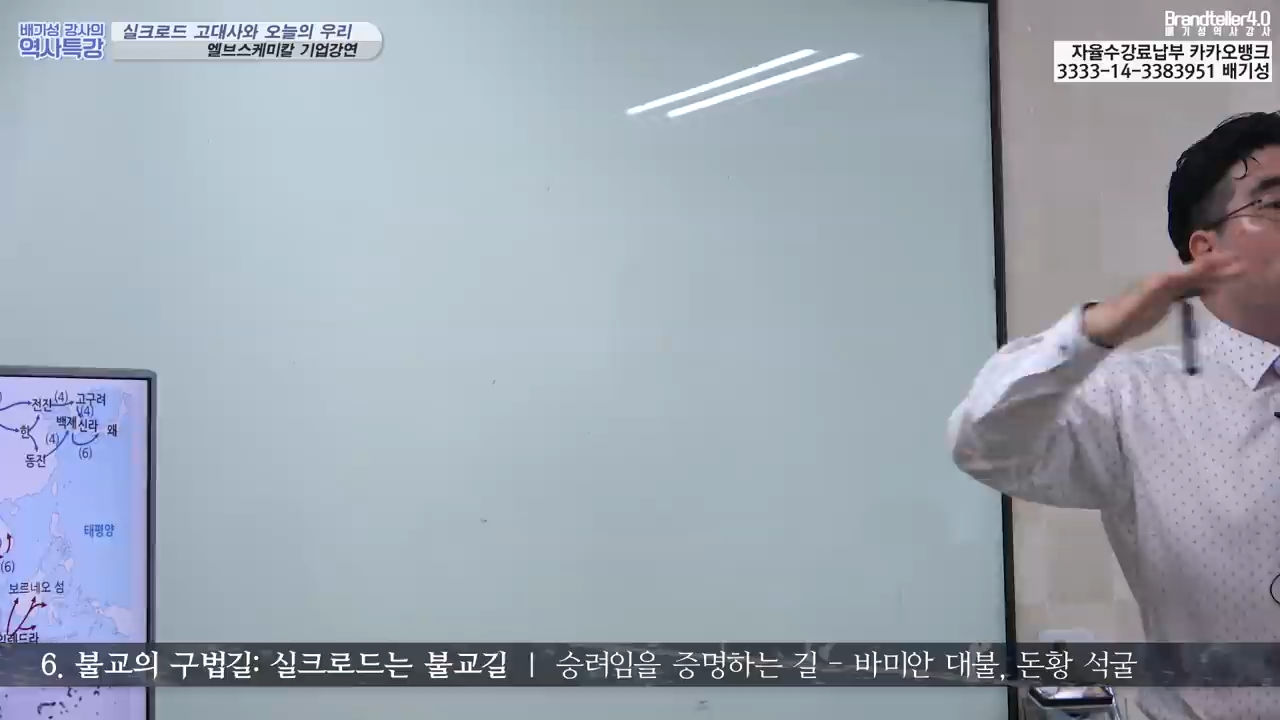 배기성 강사의
역사특강
실크로드 고대사와 오늘의 우리
엘브스케미칼 기업강연
Brandteller4.0
배기성역사강사
자율수강료납부 카카오뱅크
3333-14-3383951 배기성
전진 (4) 고구려
(4)
백제 신라 왜
한
(4)
(6)
동진
태평양
(6)
보르네오 섬
6. 불교의 구법길: 실크로드는 불교길 | 승려임을 증명하는 길 - 바미안 대불, 돈황 석굴